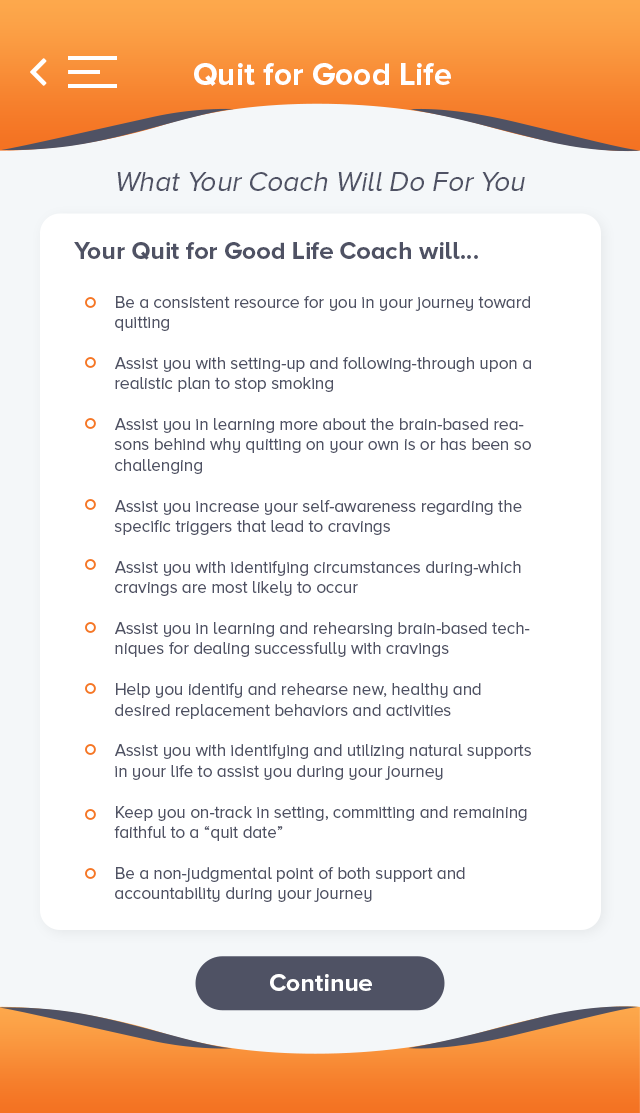 Quit for Good Life
What Your Coach Will Do For You
Your Quit for Good Life Coach will...
Be a consistent resource for you in your journey toward
quitting
Assist you with setting-up and following-through upon a
realistic plan to stop smoking
Assist you in learning more about the brain-based rea-
sons behind why quitting on your own is or has been so
challenging
Assist you increase your self-awareness regarding the
specific triggers that lead to cravings
Assist you with identifying circumstances during-which
cravings are most likely to occur
Assist you in learning and rehearsing brain-based tech-
niques for dealing successfully with cravings
Help you identify and rehearse new, healthy and
desired replacement behaviors and activities
Assist you with identifying and utilizing natural supports
in your life to assist you during your journey
Keep you on-track in setting, committing and remaining
faithful to a “quit date”
Be a non-judgmental point of both support and
accountability during your journey
Continue